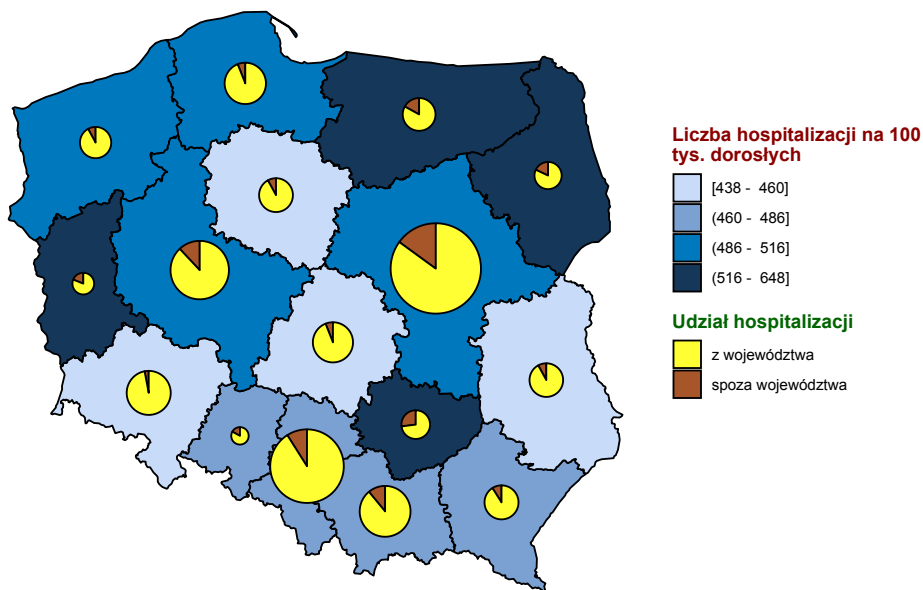 Liczba hospitalizacji na 100
tys. dorosłych
[438 - 460]
(460 - 486]
(486 - 516]
(516 - 648]
Udział hospitalizacji
z województwa
spoza województwa